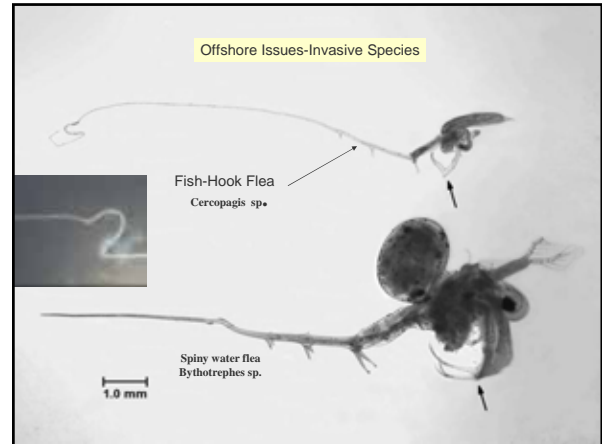 Offshore Issues-Invasive Species
Fish-Hook Flea
Cercopagis sp.
Spiny water flea
Bythotrephes sp.
1.0 mm